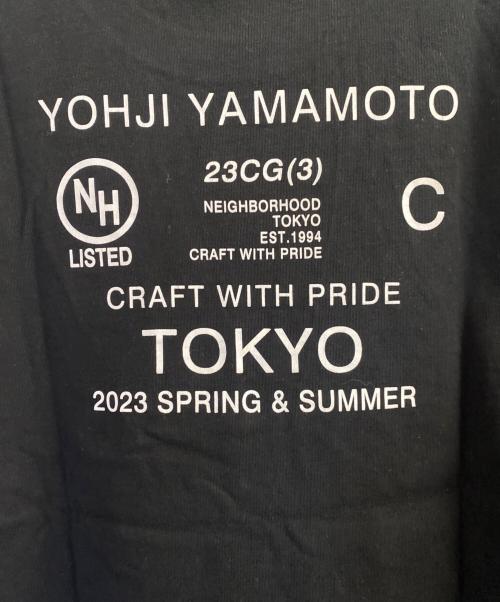 YOHJI YAMAMOTO
NH
LISTED
23CG(3)
NEIGHBORHOOD
TOKYO
EST.1994
CRAFT WITH PRIDE
C
CRAFT WITH PRIDE
TOKYO
2023 SPRING & SUMMER